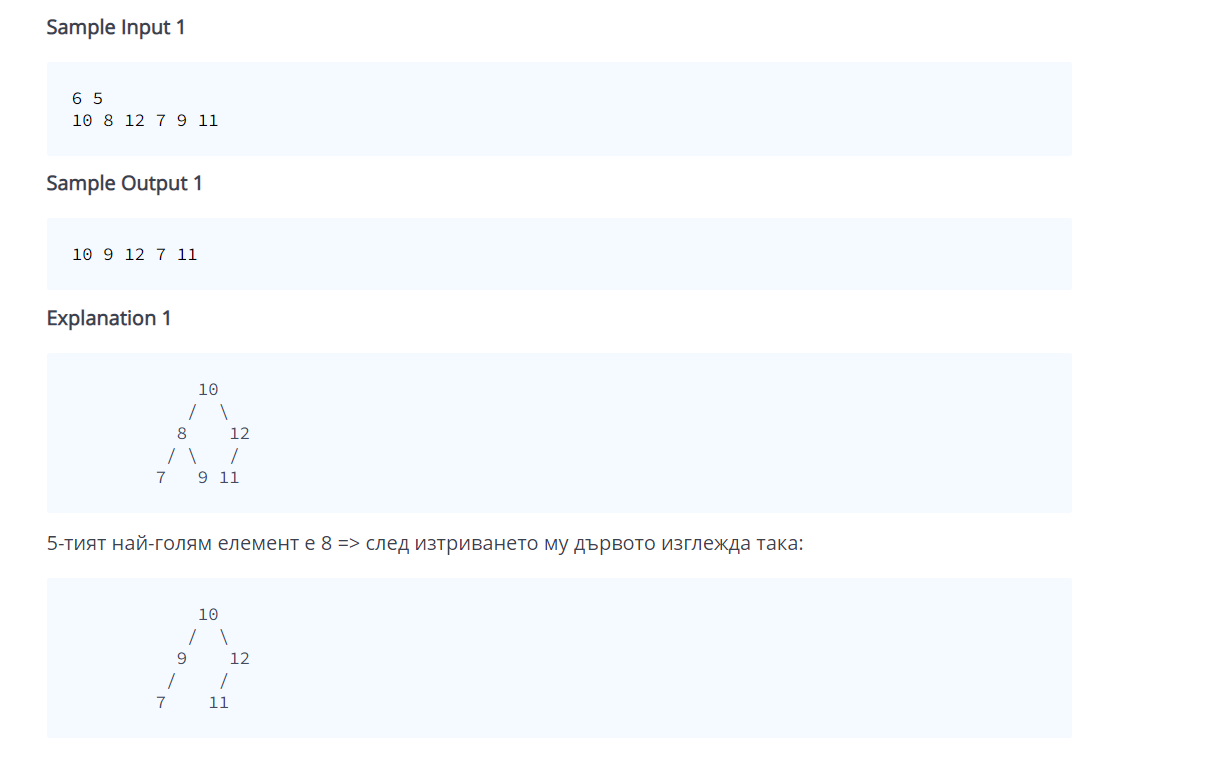 Sample Input 1
6 5
10 8 12 7 9 11
Sample Output 1
10 9 12 7 11
Explanation 1
10
/ \
8 12
/ \ /
7 9 11
5-тият най-голям елемент е 8 => след изтриването му дървото изглежда така:
10
/ \
9 12
/ /
7 11